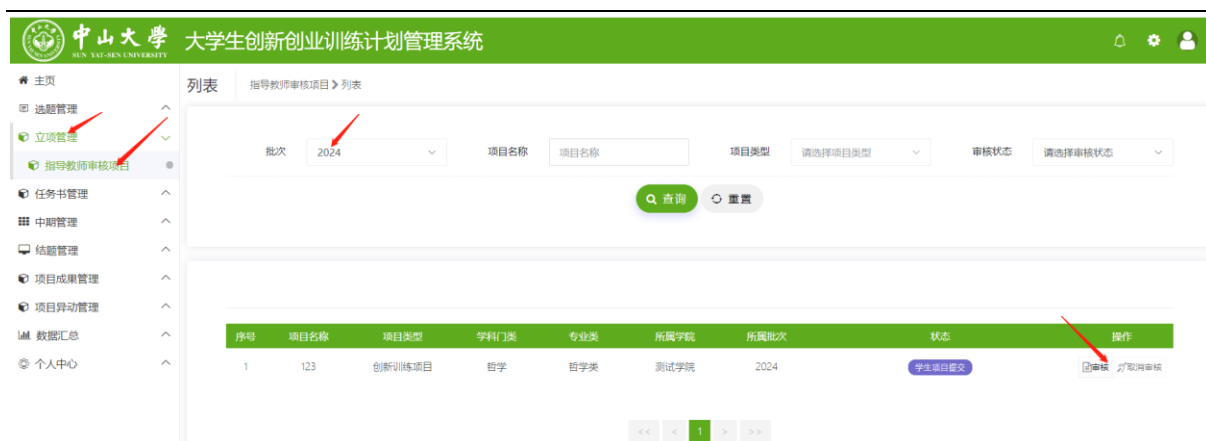 中山大學 大学生创新创业训练计划管理系统
SUN YAT-SEN UNIVERSITY
主页
选题管理
立项管理
指导教师审核项目
任务书管理
中期管理
结题管理
项目成果管理
项目异动管理
数据汇总
个人中心
列表 指导教师审核项目 > 列表
批次 2024 项目名称 项目名称 项目类型 请选择项目类型 审核状态 请选择审核状态
查询 重置
序号 项目名称 项目类型 学科门类 专业类 所属学院 所属批次 状态 操作
1 123 创新训练项目 哲学 哲学类 测试学院 2024 学生项目提交 审核 取消审核
<< < 1 > >>